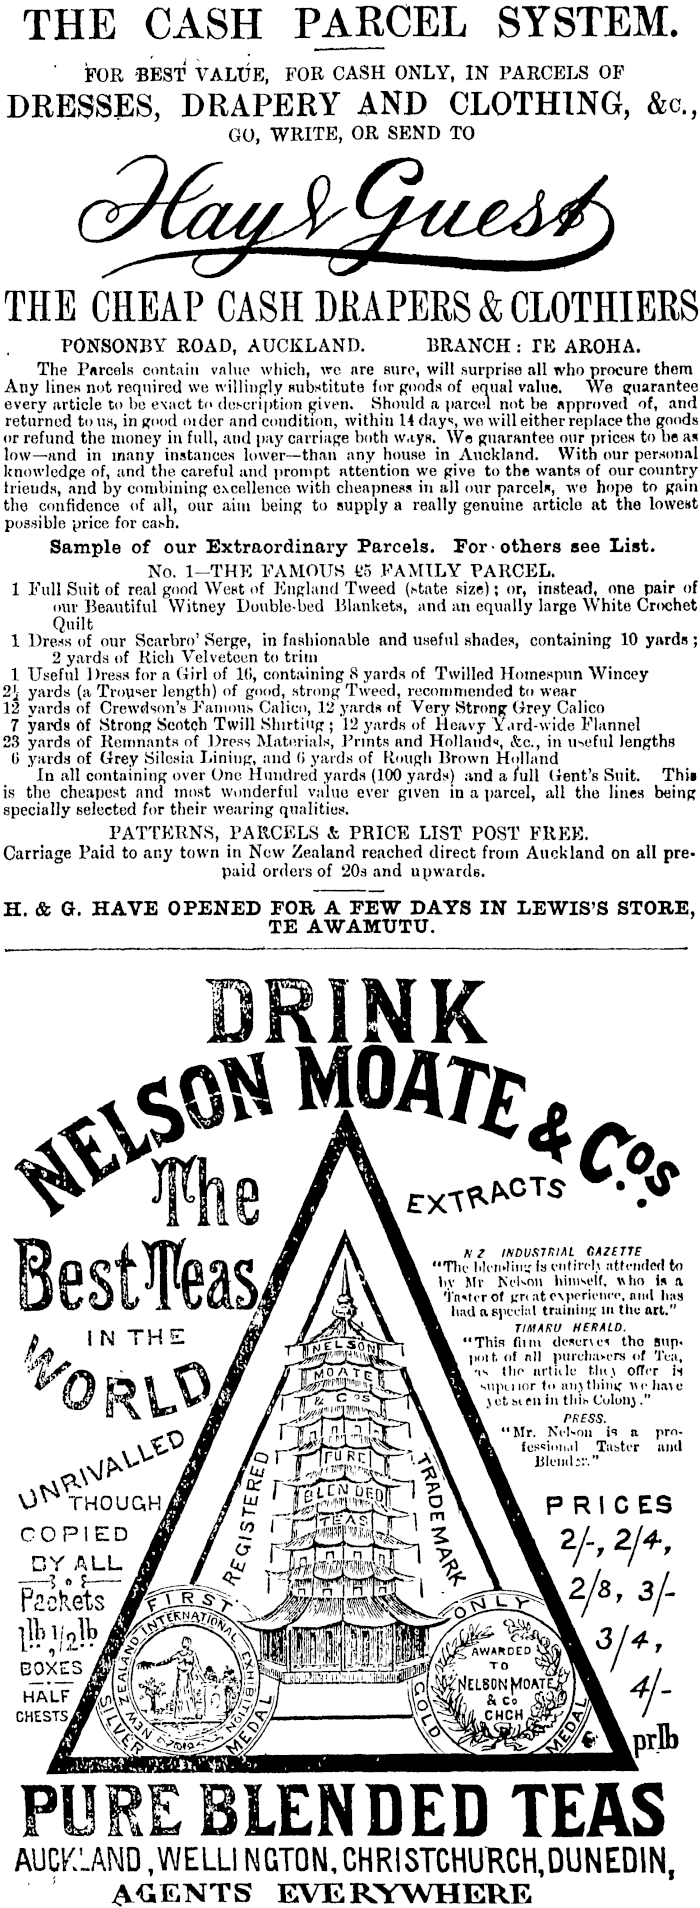 THE CASH PARCEL SYSTEM.
FOR BEST VALUE, FOR CASH ONLY, IN PARCELS OF
DRESSES, DRAPERY AND CLOTHING, &c.,
GO, WRITE, OR SEND TO
Hay & Guest
THE CHEAP CASH DRAPERS & CLOTHIERS
PONSONBY ROAD, AUCKLAND. BRANCH: TE AROHA.
The Parcels contain value which, we are sure, will surprise all who procure them
Any lines not required we willingly substitute for goods of equal value. We guarantee
every article to be exact to description given. Should a parcel not be approved of, and
returned to us, in good order and condition, within 14 days, we will either replace the goods
or refund the money in full, and pay carriage both ways. We guarantee our prices to be as
low—and in many instances lower—than any house in Auckland. With our personal
knowledge of, and the careful and prompt attention we give to the wants of our country
friends, and by combining excellence with cheapness in all our parcels, we hope to gain
the confidence of all, our aim being to supply a really genuine article at the lowest
possible price for cash.
Sample of our Extraordinary Parcels. For others see List.
No. 1—THE FAMOUS £5 FAMILY PARCEL.
1 Full Suit of real good West of England Tweed (state size); or, instead, one pair of
our Beautiful Witney Double-bed Blankets, and an equally large White Crochet
Quilt
1 Dress of our Scarbro' Serge, in fashionable and useful shades, containing 10 yards;
2 yards of Rich Velveteen to trim
1 Useful Dress for a Girl of 16, containing 8 yards of Twilled Homespun Wincey
2½ yards (a Trouser length) of good, strong Tweed, recommended to wear
12 yards of Crewdson's Famous Calico, 12 yards of Very Strong Grey Calico
7 yards of Strong Scotch Twill Shirting; 12 yards of Heavy Yard-wide Flannel
23 yards of Remnants of Dress Materials, Prints and Hollands, &c., in useful lengths
6 yards of Grey Silesia Lining, and 6 yards of Rough Brown Holland
In all containing over One Hundred yards (100 yards) and a full Gent's Suit. This
is the cheapest and most wonderful value ever given in a parcel, all the lines being
specially selected for their wearing qualities.
PATTERNS, PARCELS & PRICE LIST POST FREE.
Carriage Paid to any town in New Zealand reached direct from Auckland on all pre-
paid orders of 20s and upwards.
H. & G. HAVE OPENED FOR A FEW DAYS IN LEWIS'S STORE,
TE AWAMUTU.
DRINK
NELSON MOATE & Cos.
The
Best Teas
IN THE
WORLD
UNRIVALLED
THOUGH
COPIED
BY ALL
Packets
1lb, 1/2lb
BOXES
HALF
CHESTS
EXTRACTS
N Z INDUSTRIAL GAZETTE
"The blending is entirely attended to
by Mr Nelson himself, who is a
Taster of great experience, and has
had a special training in the art."
TIMARU HERALD.
"This firm deserves the sup-
port of all purchasers of Tea,
as the article they offer is
superior to anything we have
yet seen in this Colony."
PRESS.
"Mr. Nelson is a pro-
fessional Taster and
Blender."
PRICES
2/-, 2/4,
2/8, 3/-
3/4,
4/-
prlb
NELSON
MOATE
& Cos
PURE
BLENDED
TEAS
REGISTERED
TRADEMARK
FIRST
SILVER MEDAL
NEW ZEALAND INTERNATIONAL EXHIBITION
ONLY
GOLD MEDAL
AWARDED
TO
NELSON MOATE
& Co
CHCH
PURE BLENDED TEAS
AUCKLAND, WELLINGTON, CHRISTCHURCH, DUNEDIN,
AGENTS EVERYWHERE